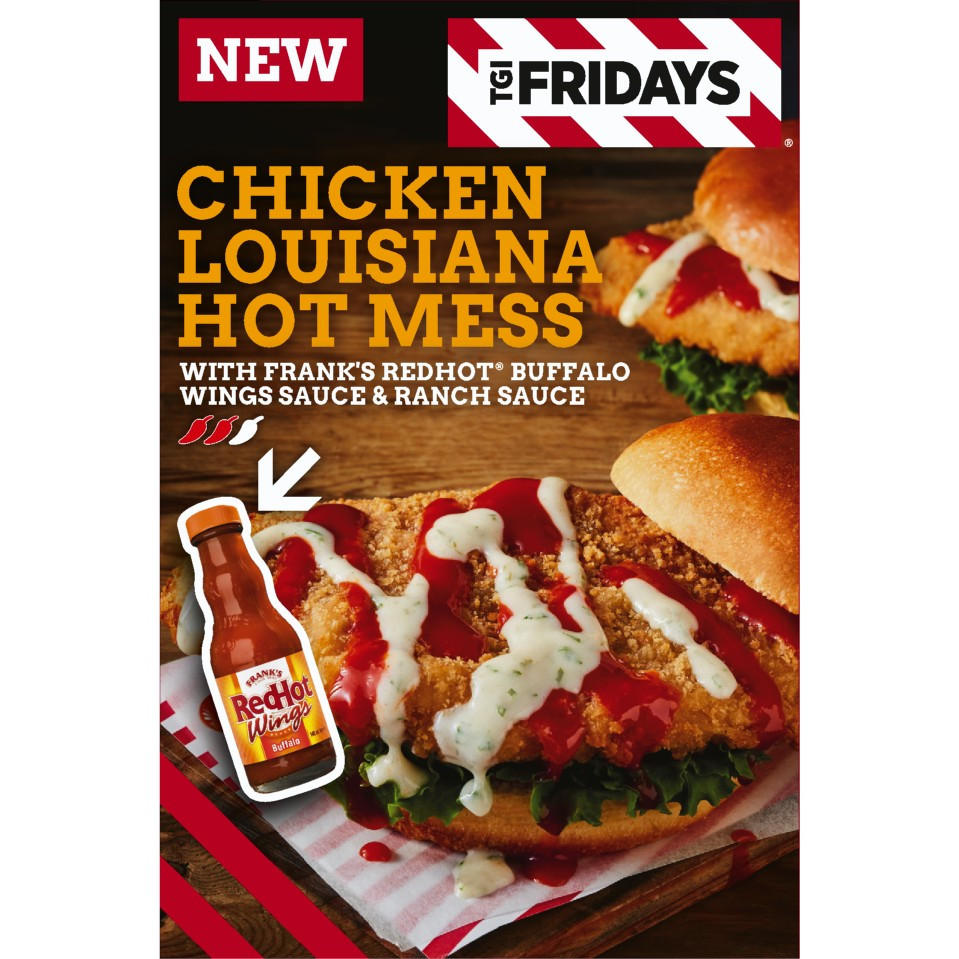 NEW
TGI FRIDAYS
®
CHICKEN
LOUISIANA
HOT MESS
WITH FRANK'S REDHOT® BUFFALO
WINGS SAUCE & RANCH SAUCE
FRANK'S
RedHot
Wings
Buffalo